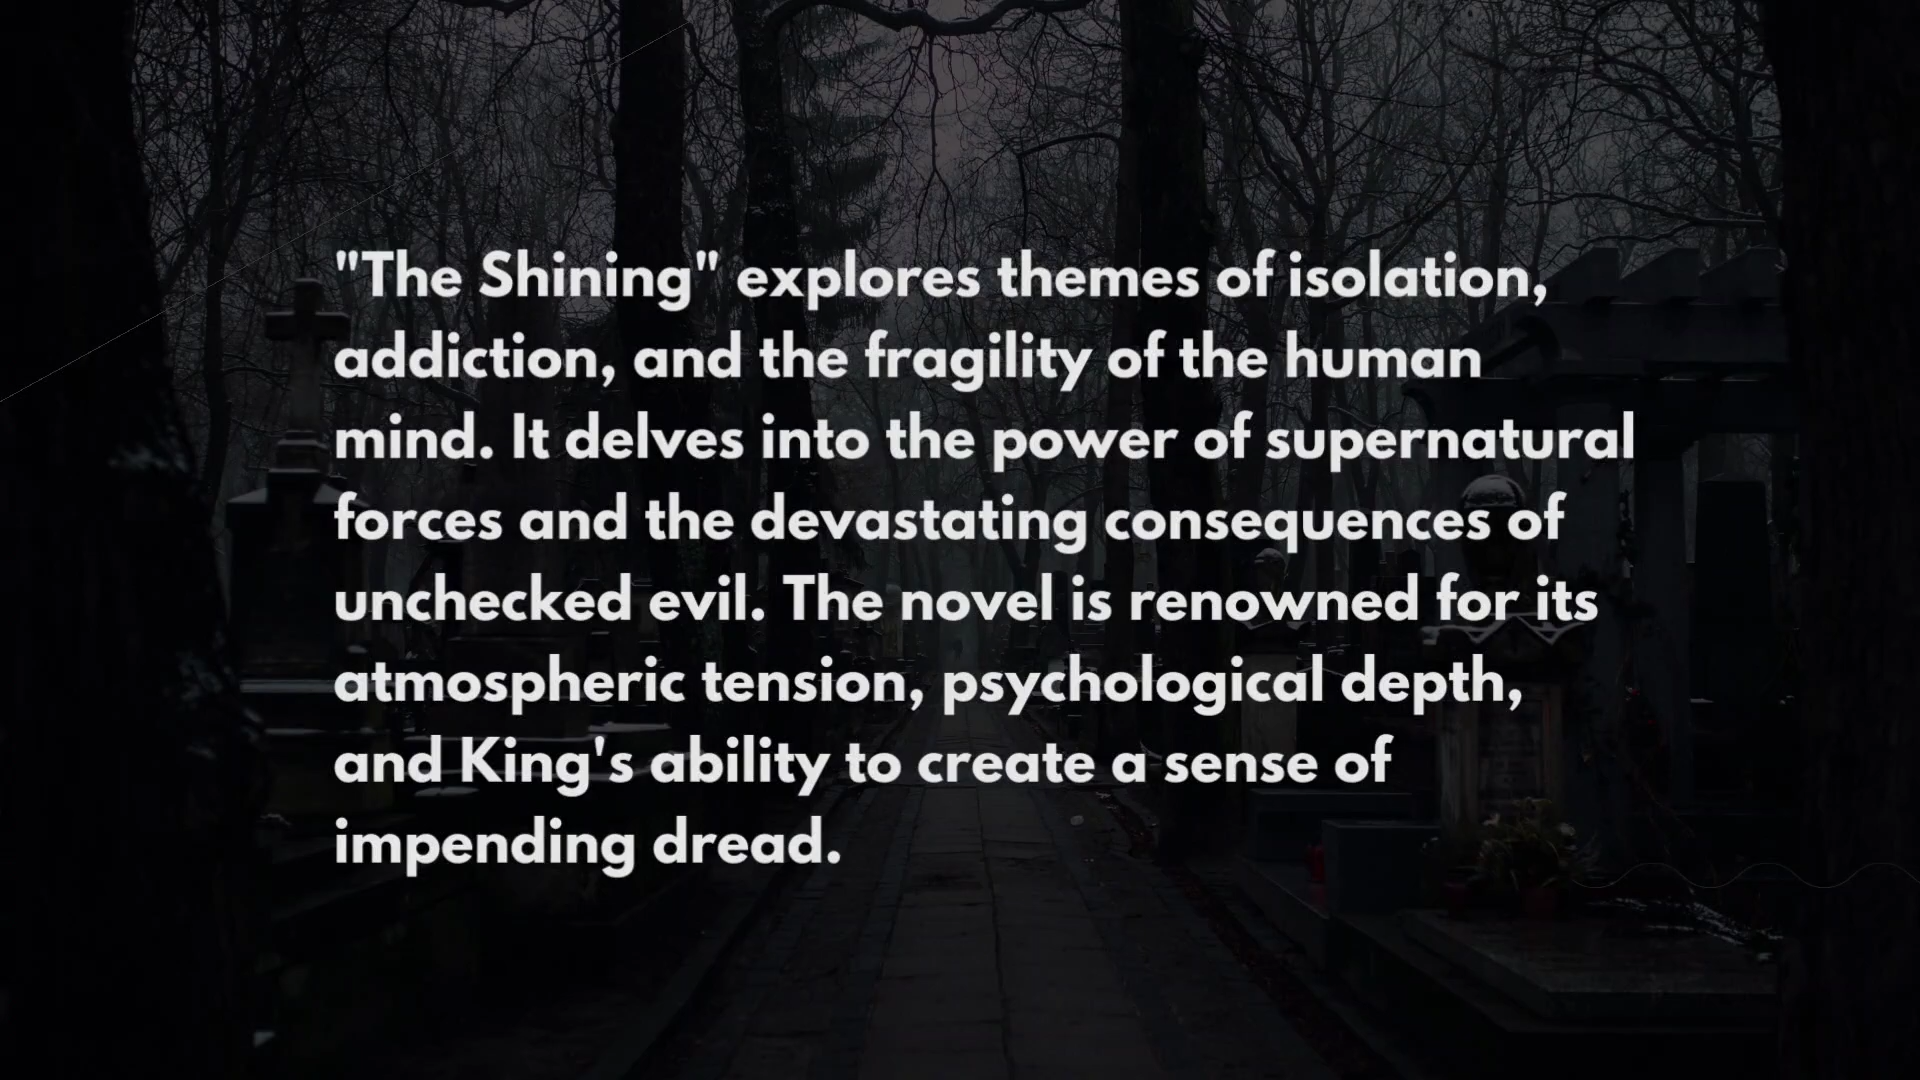 "The Shining" explores themes of isolation,
addiction, and the fragility of the human
mind. It delves into the power of supernatural
forces and the devastating consequences of
unchecked evil. The novel is renowned for its
atmospheric tension, psychological depth,
and King's ability to create a sense of
impending dread.